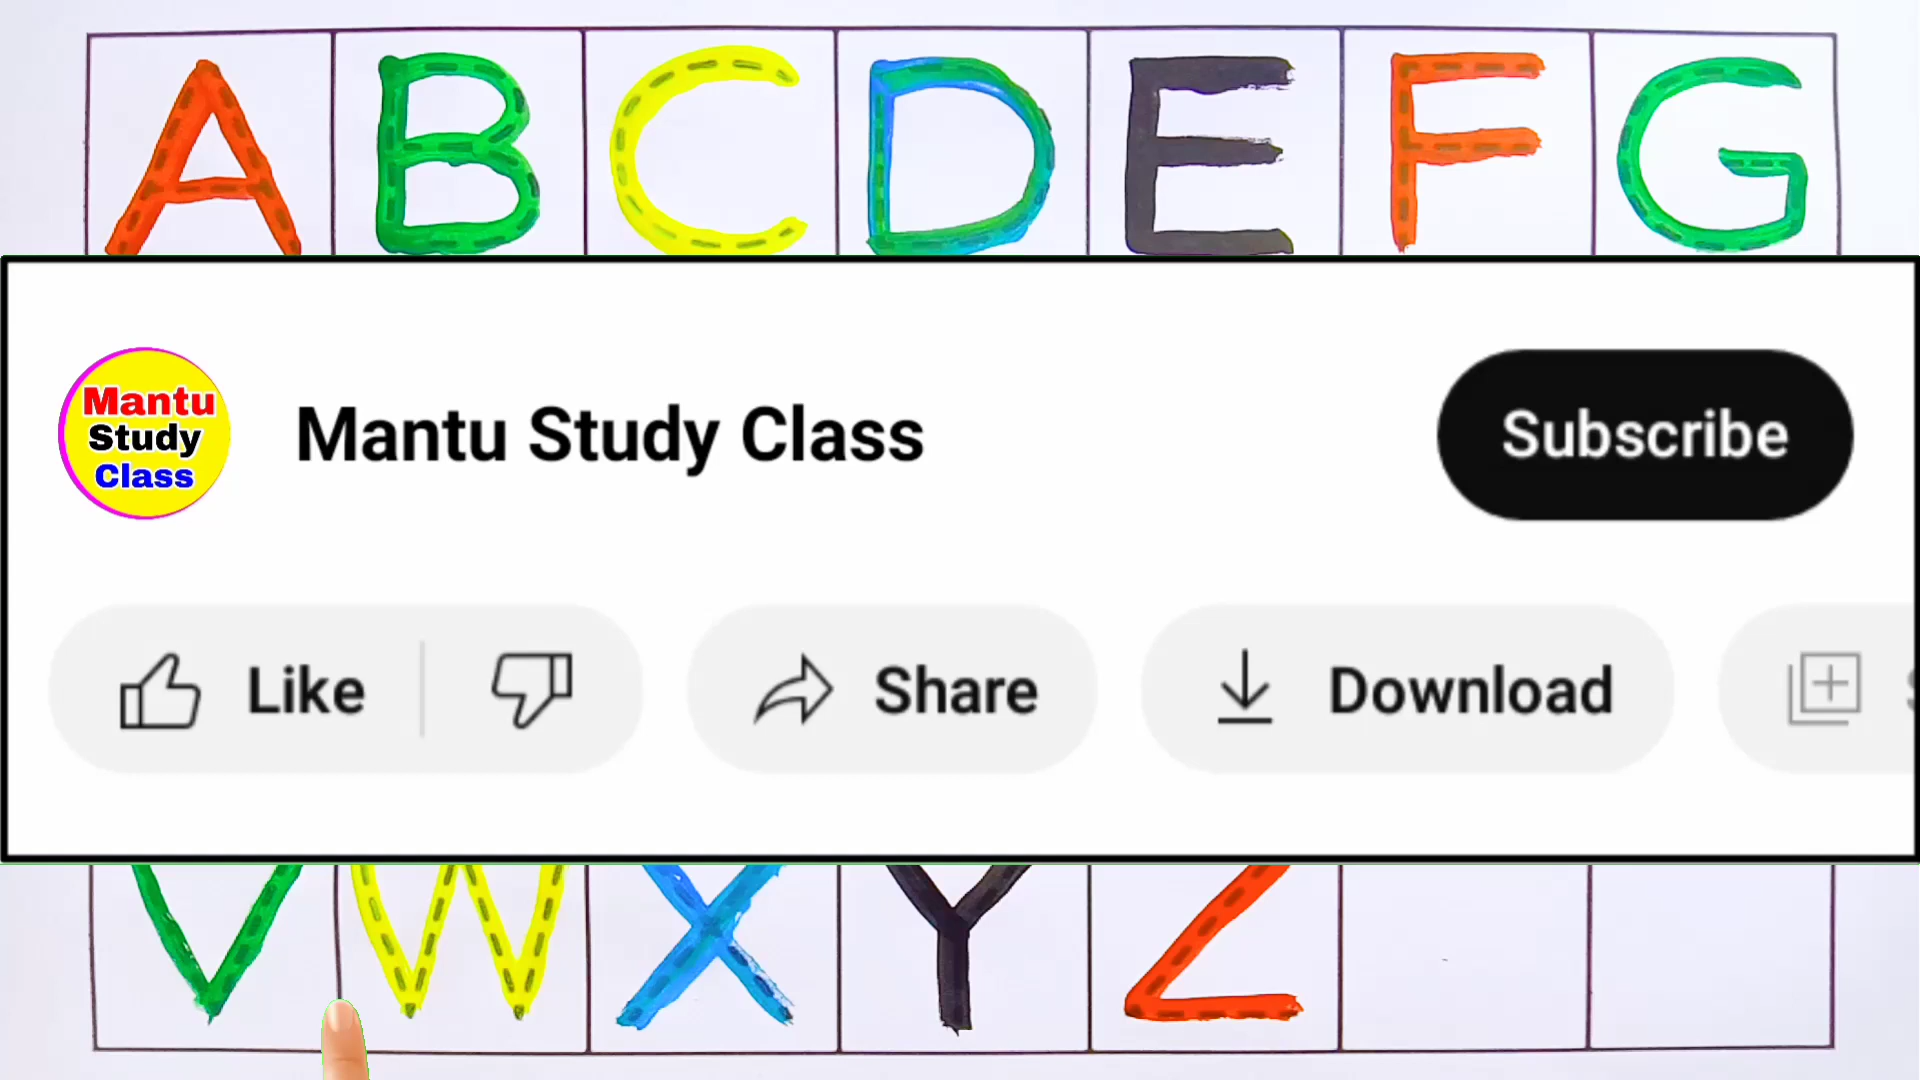 A B C D E F G
Mantu
Study
Class
Mantu Study Class
Subscribe
Like
Share
Download
V W X Y Z